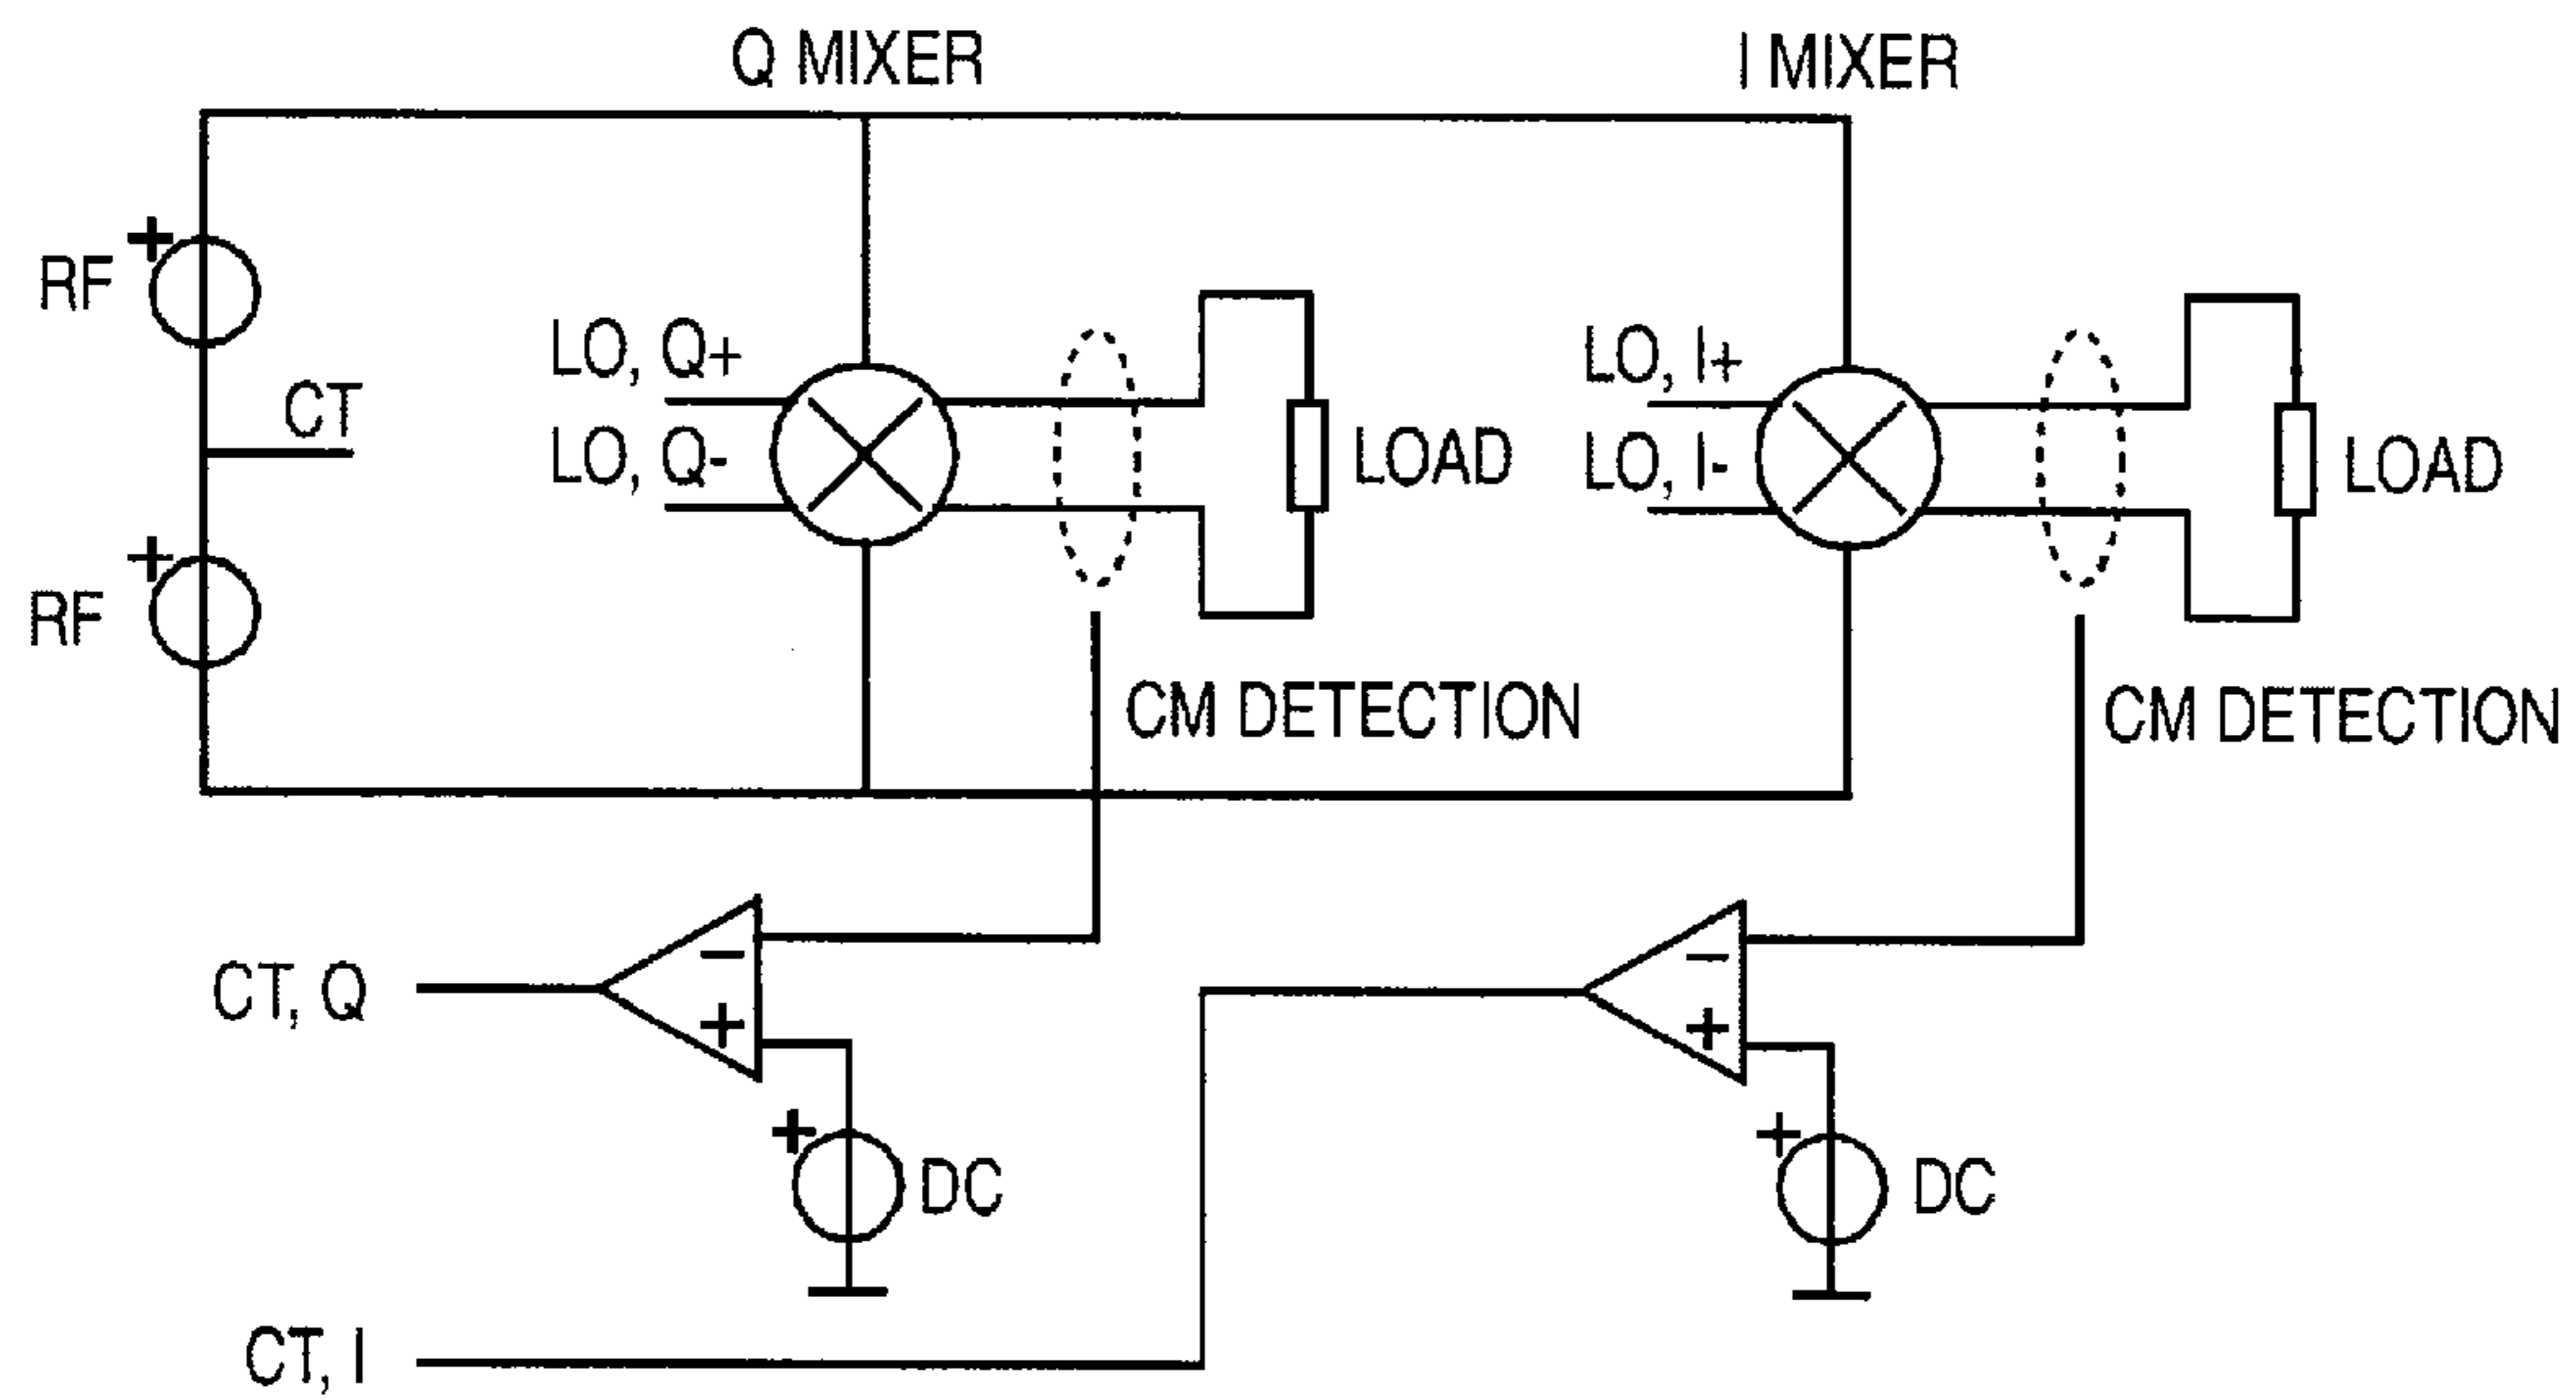 Q MIXER
I MIXER
+
RF
CT
+
RF
LO, Q+
LO, Q-
LOAD
LO, I+
LO, I-
LOAD
CM DETECTION
CM DETECTION
CT, Q
−
+
+
DC
−
+
+
DC
CT, I